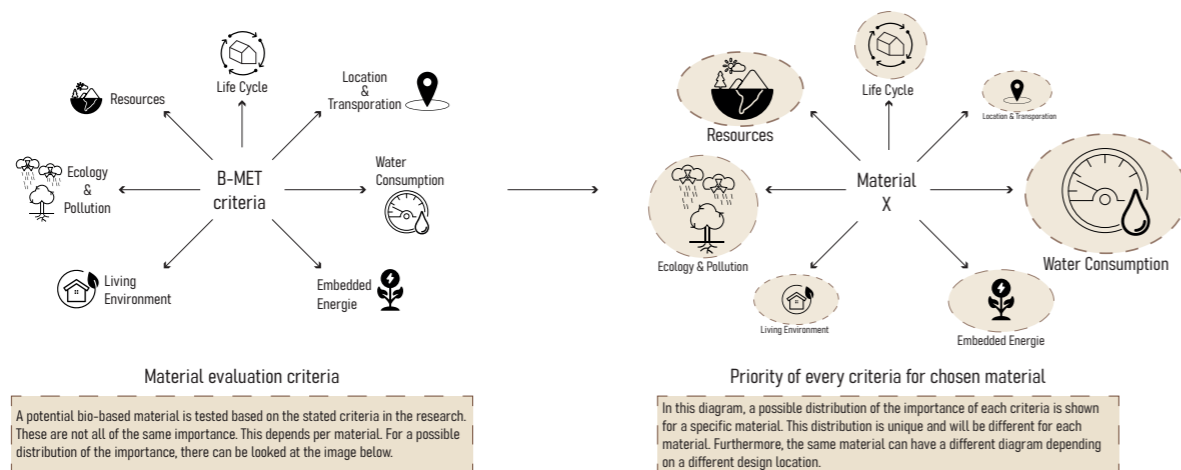 Life Cycle
Resources
Location
&
Transporation
Ecology
&
Pollution
B-MET
criteria
Water
Consumption
Living
Environment
Embedded
Energie
Material evaluation criteria
A potential bio-based material is tested based on the stated criteria in the research.
These are not all of the same importance. This depends per material. For a possible
distribution of the importance, there can be looked at the image below.
Life Cycle
Resources
Location & Transporation
Material
X
Ecology & Pollution
Water Consumption
Living Environment
Embedded Energie
Priority of every criteria for chosen material
In this diagram, a possible distribution of the importance of each criteria is shown
for a specific material. This distribution is unique and will be different for each
material. Furthermore, the same material can have a different diagram depending
on a different design location.